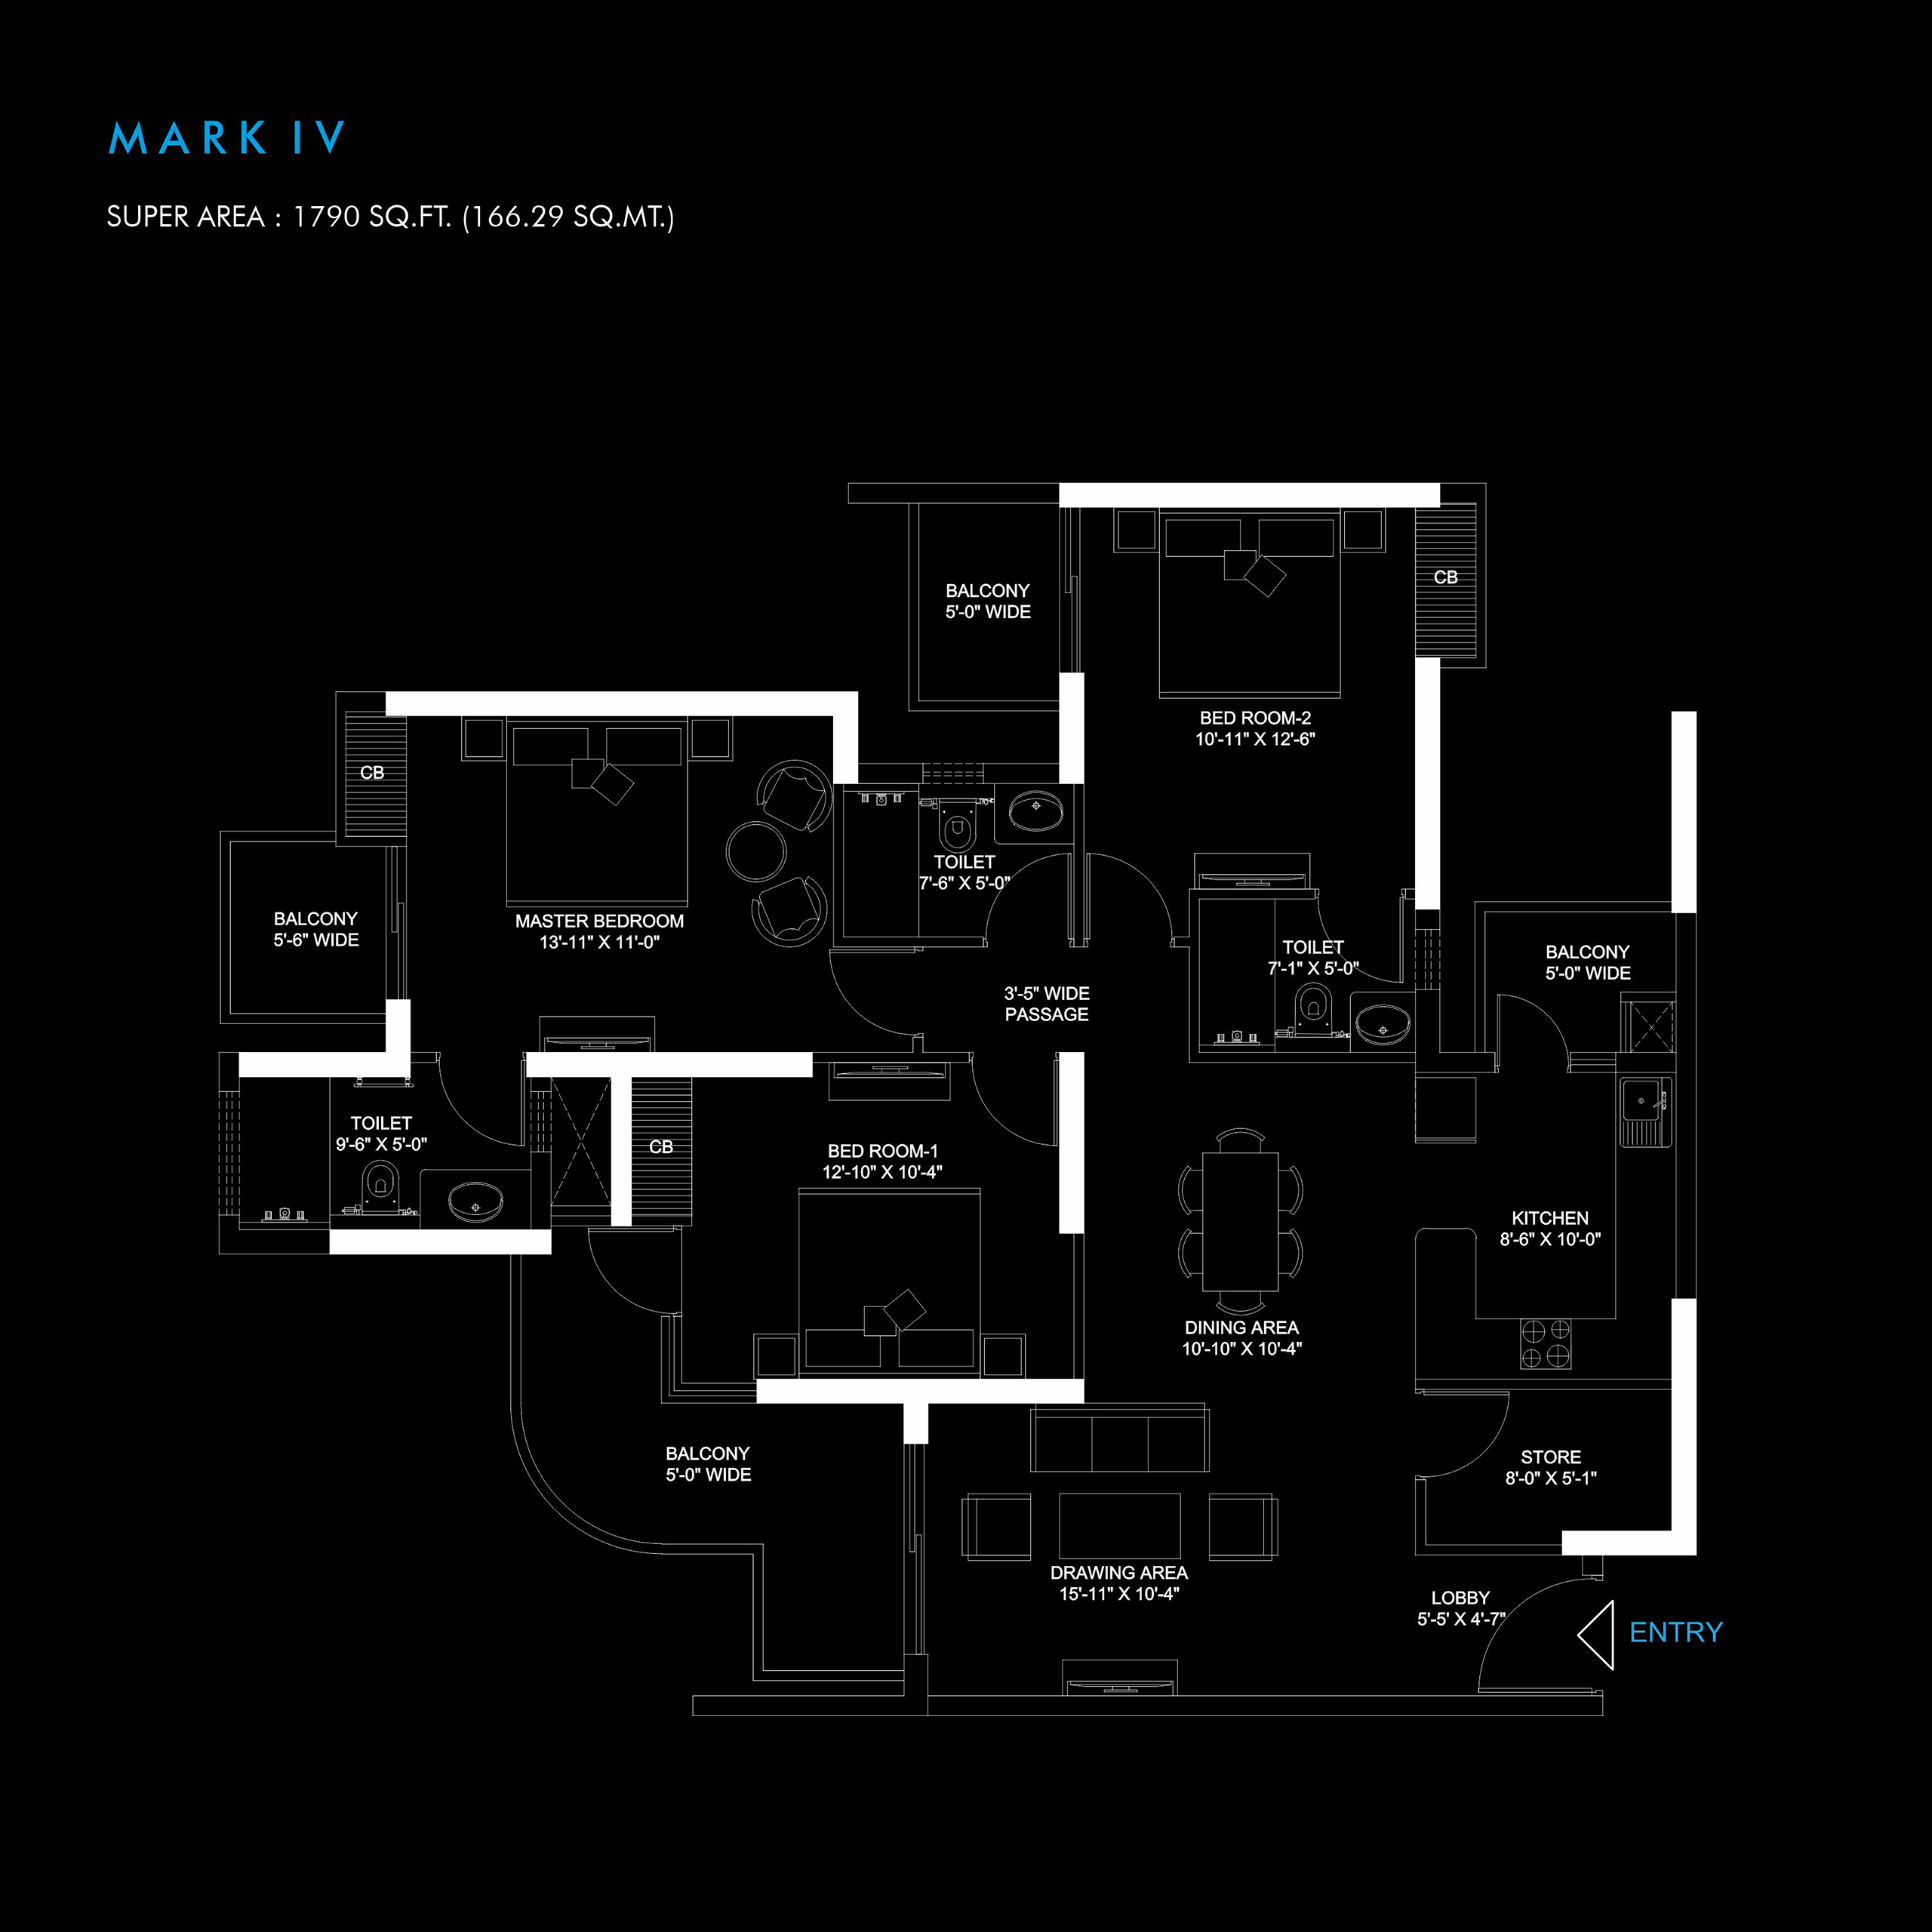 MARK IV
SUPER AREA : 1790 SQ.FT. (166.29 SQ.MT.)
BALCONY
5'-0" WIDE
CB
BED ROOM-2
10'-11" X 12'-6"
CB
MASTER BEDROOM
13'-11" X 11'-0"
BALCONY
5'-6" WIDE
TOILET
7'-6" X 5'-0"
TOILET
7'-1" X 5'-0"
BALCONY
5'-0" WIDE
3'-5" WIDE
PASSAGE
TOILET
9'-6" X 5'-0"
CB
BED ROOM-1
12'-10" X 10'-4"
KITCHEN
8'-6" X 10'-0"
DINING AREA
10'-10" X 10'-4"
BALCONY
5'-0" WIDE
STORE
8'-0" X 5'-1"
DRAWING AREA
15'-11" X 10'-4"
LOBBY
5'-5' X 4'-7"
ENTRY